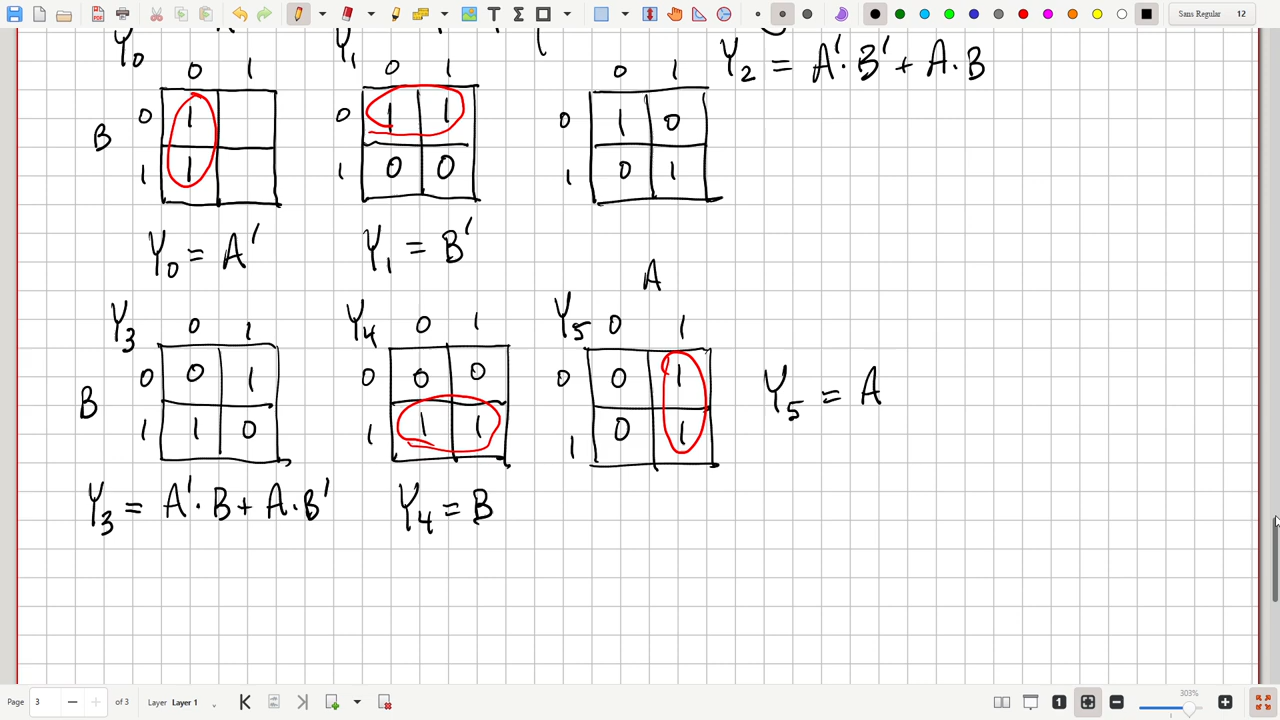 Sans Regular 12
Y0 Y1
0 1 0 1 0 1 Y2 = A'·B' + A·B
B 0 1 0 1 1 0 1 0
1 1 1 0 0 1 0 1
Y0 = A' Y1 = B'
A
Y3 0 1 Y4 0 1 Y5 0 1
B 0 0 1 0 0 0 0 0 1 Y5 = A
1 1 0 1 1 1 1 0 1
Y3 = A'·B + A·B' Y4 = B
Page 3 of 3 Layer Layer 1 303%